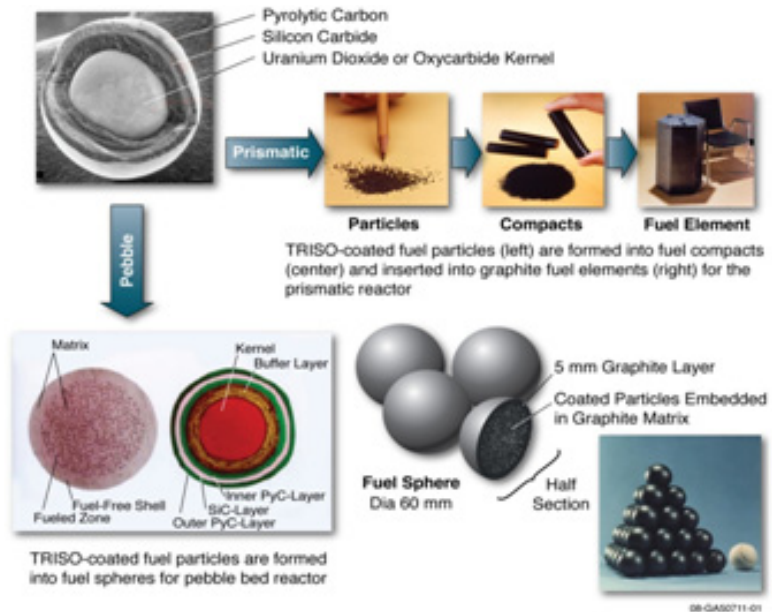 Pyrolytic Carbon
Silicon Carbide
Uranium Dioxide or Oxycarbide Kernel
Prismatic
Particles
Compacts
Fuel Element
TRISO-coated fuel particles (left) are formed into fuel compacts
(center) and inserted into graphite fuel elements (right) for the
prismatic reactor
Pebble
Matrix
Kernel
Buffer Layer
Fuel-Free Shell
Fueled Zone
Inner PyC-Layer
SiC-Layer
Outer PyC-Layer
TRISO-coated fuel particles are formed
into fuel spheres for pebble bed reactor
5 mm Graphite Layer
Coated Particles Embedded
in Graphite Matrix
Fuel Sphere
Dia 60 mm
Half
Section
08-GA50711-01